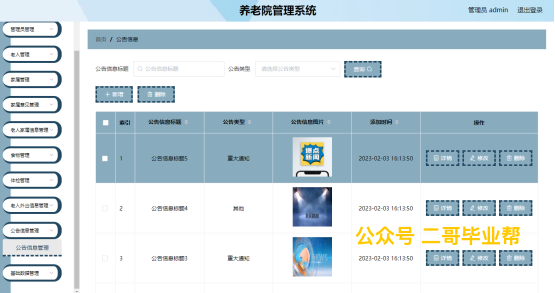 养老院管理系统
管理员 admin 退出登录
管理员管理
老人管理
家属管理
家属意见管理
老人家属信息管理
食物管理
体检管理
老人外出信息管理
公告信息管理
公告信息管理
基础数据管理
首页 / 公告信息
公告信息标题 公告信息标题 公告类型 请选择公告类型 查询
+ 新增 删除
索引 公告信息标题 公告类型 公告信息图片 添加时间 操作
1 公告信息标题5 重大通知 热点新闻 2023-02-03 16:13:50 详情 修改 删除
2 公告信息标题4 其他 2023-02-03 16:13:50 详情 修改 删除
公众号 二哥毕业帮
3 公告信息标题3 重大通知 2023-02-03 16:13:50 详情 修改 删除